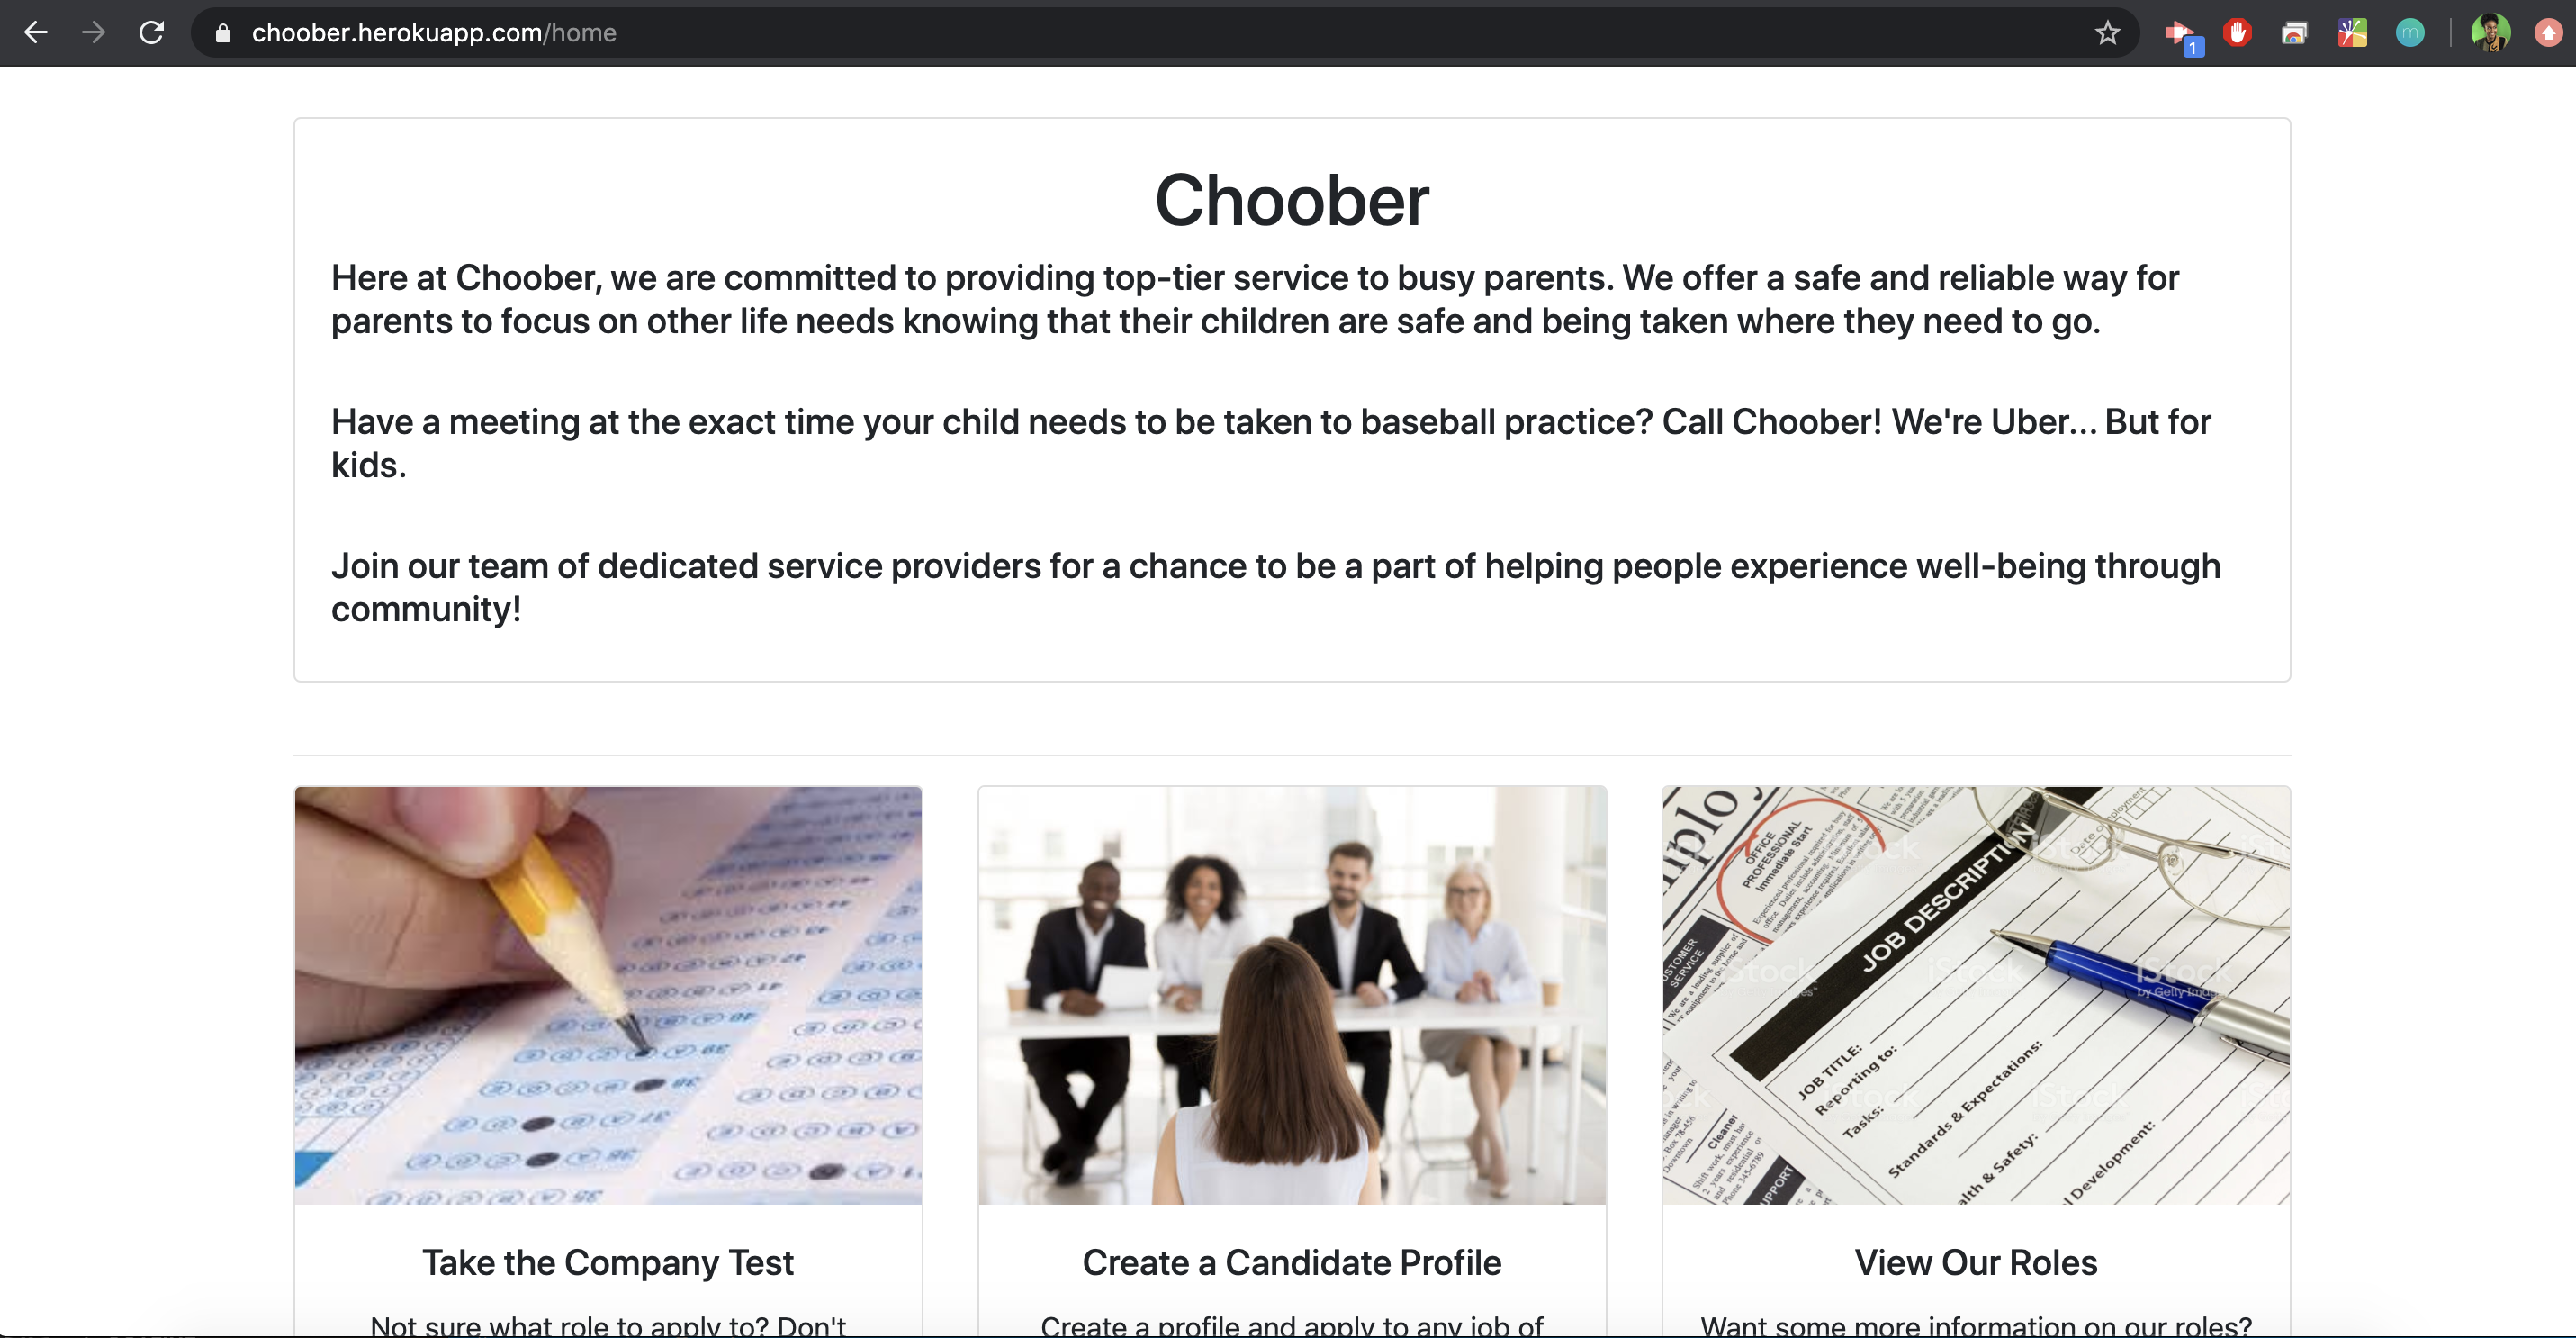 choober.herokuapp.com/home
1
m
Choober
Here at Choober, we are committed to providing top-tier service to busy parents. We offer a safe and reliable way for
parents to focus on other life needs knowing that their children are safe and being taken where they need to go.
Have a meeting at the exact time your child needs to be taken to baseball practice? Call Choober! We're Uber... But for
kids.
Join our team of dedicated service providers for a chance to be a part of helping people experience well-being through
community!
OFFICE
PROFESSIONAL
Immediate Start
JOB DESCRIPTION
JOB TITLE:
Reporting to:
Tasks:
Standards & Expectations:
alth & Safety:
l Development:
Cleaner
iStock
by Getty Ima
Take the Company Test
Create a Candidate Profile
View Our Roles
Not sure what role to apply to? Don't
Create a profile and apply to any job of
Want some more information on our roles?